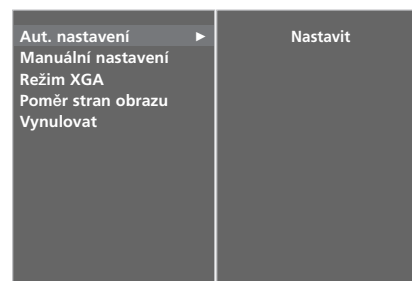 Aut. nastavení ► Nastavit
Manuální nastavení
Režim XGA
Poměr stran obrazu
Vynulovat